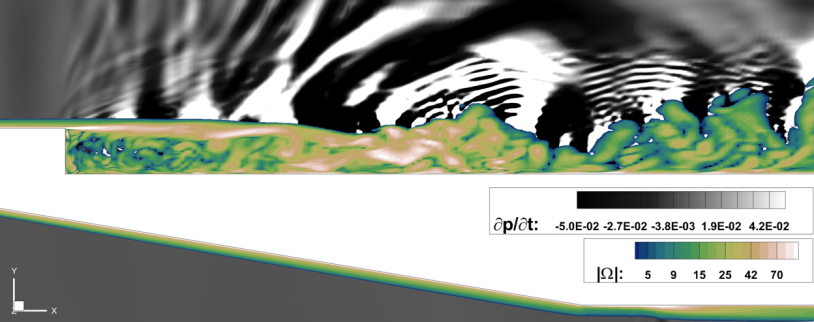 ∂p/∂t: -5.0E-02 -2.7E-02 -3.8E-03 1.9E-02 4.2E-02
|Ω|: 5 9 15 25 42 70
Y
Z X